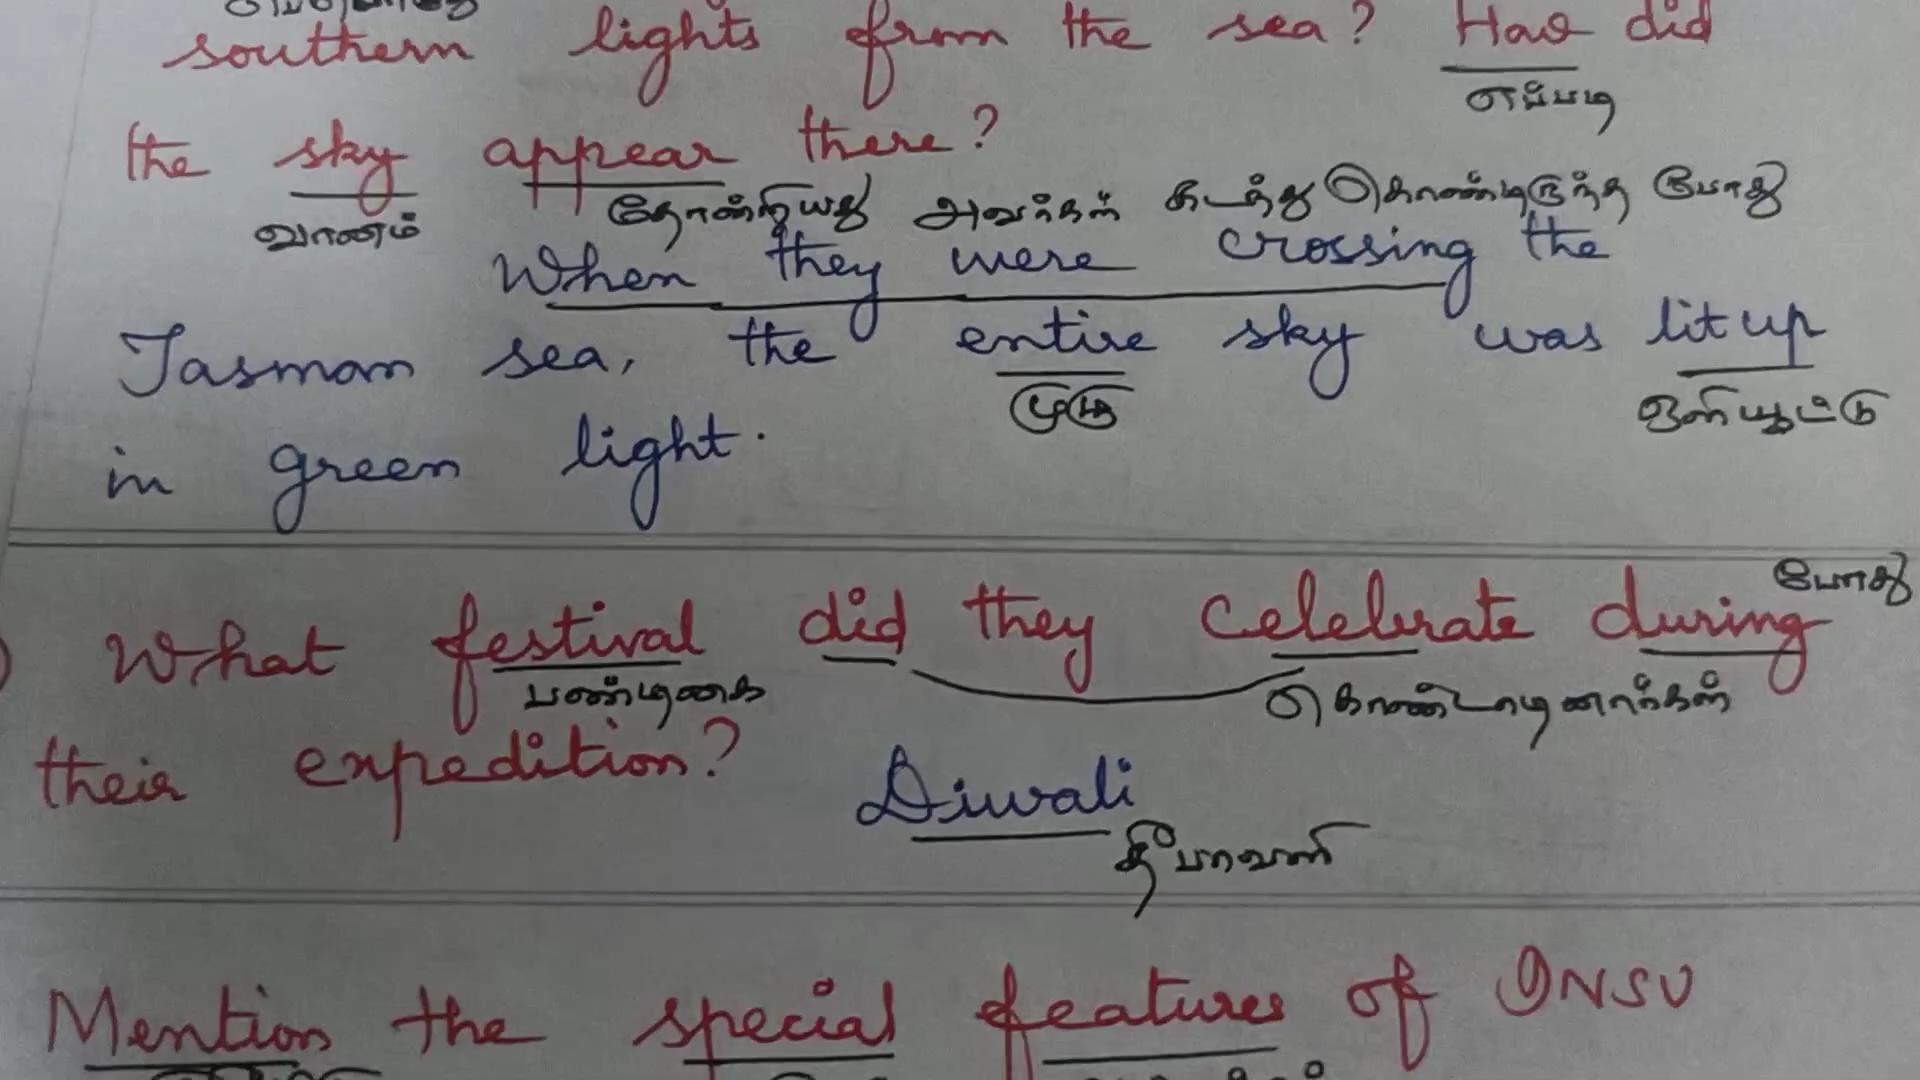 southern lights from the sea? How did
எப்படி
the sky appear there?
வானம் தோன்றியது அவர்கள் கடந்து கொண்டிருந்த போது
When they were crossing the
Tasman sea, the entire sky was lit up
முழு ஒளியூட்டு
in green light.
போது
What festival did they celebrate during
பண்டிகை கொண்டாடினார்கள்
their expedition? Diwali
தீபாவளி
Mention the special features of INSV